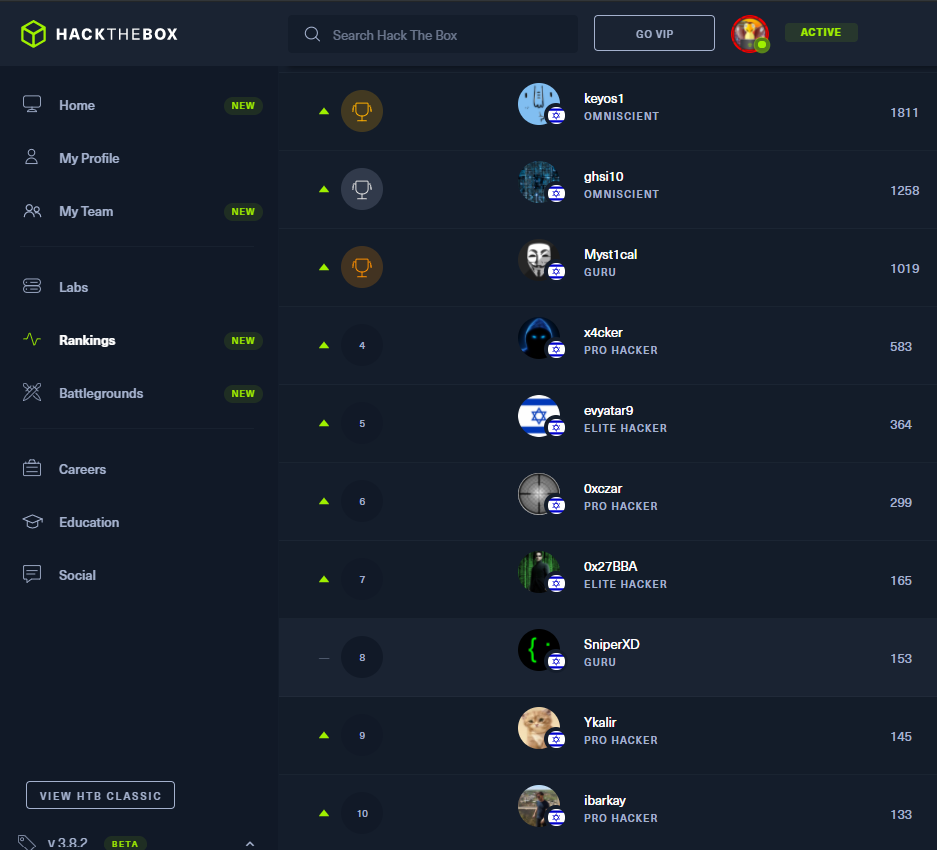 HACKTHEBOX
Search Hack The Box
GO VIP
ACTIVE
Home NEW
My Profile
My Team NEW
Labs
Rankings NEW
Battlegrounds NEW
Careers
Education
Social
VIEW HTB CLASSIC
v 3.8.2 BETA
keyos1
OMNISCIENT
1811
ghsi10
OMNISCIENT
1258
Myst1cal
GURU
1019
4
x4cker
PRO HACKER
583
5
evyatar9
ELITE HACKER
364
6
0xczar
PRO HACKER
299
7
0x27BBA
ELITE HACKER
165
8
SniperXD
GURU
153
9
Ykalir
PRO HACKER
145
10
ibarkay
PRO HACKER
133